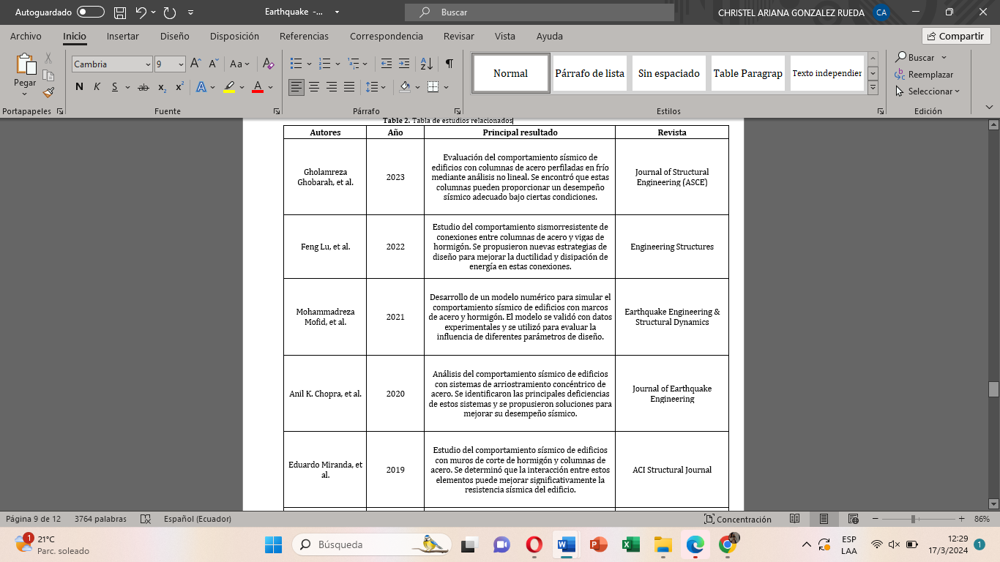 Autoguardado
Earthquake -...
Buscar
CHRISTEL ARIANA GONZALEZ RUEDA
CA
Archivo Inicio Insertar Diseño Disposición Referencias Correspondencia Revisar Vista Ayuda
Compartir
Pegar
Cambria 9
Aa
N K S ab x₂ x²
Normal
Párrafo de lista
Sin espaciado
Table Paragrap
Texto independien
Buscar
Reemplazar
Seleccionar
Portapapeles Fuente Párrafo Estilos Edición
Table 2. Tabla de estudios relacionados
Autores Año Principal resultado Revista
Gholamreza
Ghobarah, et al.
2023
Evaluación del comportamiento sísmico de
edificios con columnas de acero perfiladas en frío
mediante análisis no lineal. Se encontró que estas
columnas pueden proporcionar un desempeño
sísmico adecuado bajo ciertas condiciones.
Journal of Structural
Engineering (ASCE)
Feng Lu, et al.
2022
Estudio del comportamiento sismorresistente de
conexiones entre columnas de acero y vigas de
hormigón. Se propusieron nuevas estrategias de
diseño para mejorar la ductilidad y disipación de
energía en estas conexiones.
Engineering Structures
Mohammadreza
Mofid, et al.
2021
Desarrollo de un modelo numérico para simular el
comportamiento sísmico de edificios con marcos
de acero y hormigón. El modelo se validó con datos
experimentales y se utilizó para evaluar la
influencia de diferentes parámetros de diseño.
Earthquake Engineering &
Structural Dynamics
Anil K. Chopra, et al.
2020
Análisis del comportamiento sísmico de edificios
con sistemas de arriostramiento concéntrico de
acero. Se identificaron las principales deficiencias
de estos sistemas y se propusieron soluciones para
mejorar su desempeño sísmico.
Journal of Earthquake
Engineering
Eduardo Miranda, et
al.
2019
Estudio del comportamiento sísmico de edificios
con muros de corte de hormigón y columnas de
acero. Se determinó que la interacción entre estos
elementos puede mejorar significativamente la
resistencia sísmica del edificio.
ACI Structural Journal
Página 9 de 12 3764 palabras Español (Ecuador) Concentración 86%
1
21°C
Parc. soleado
Búsqueda
ESP
LAA
12:29
17/3/2024
1